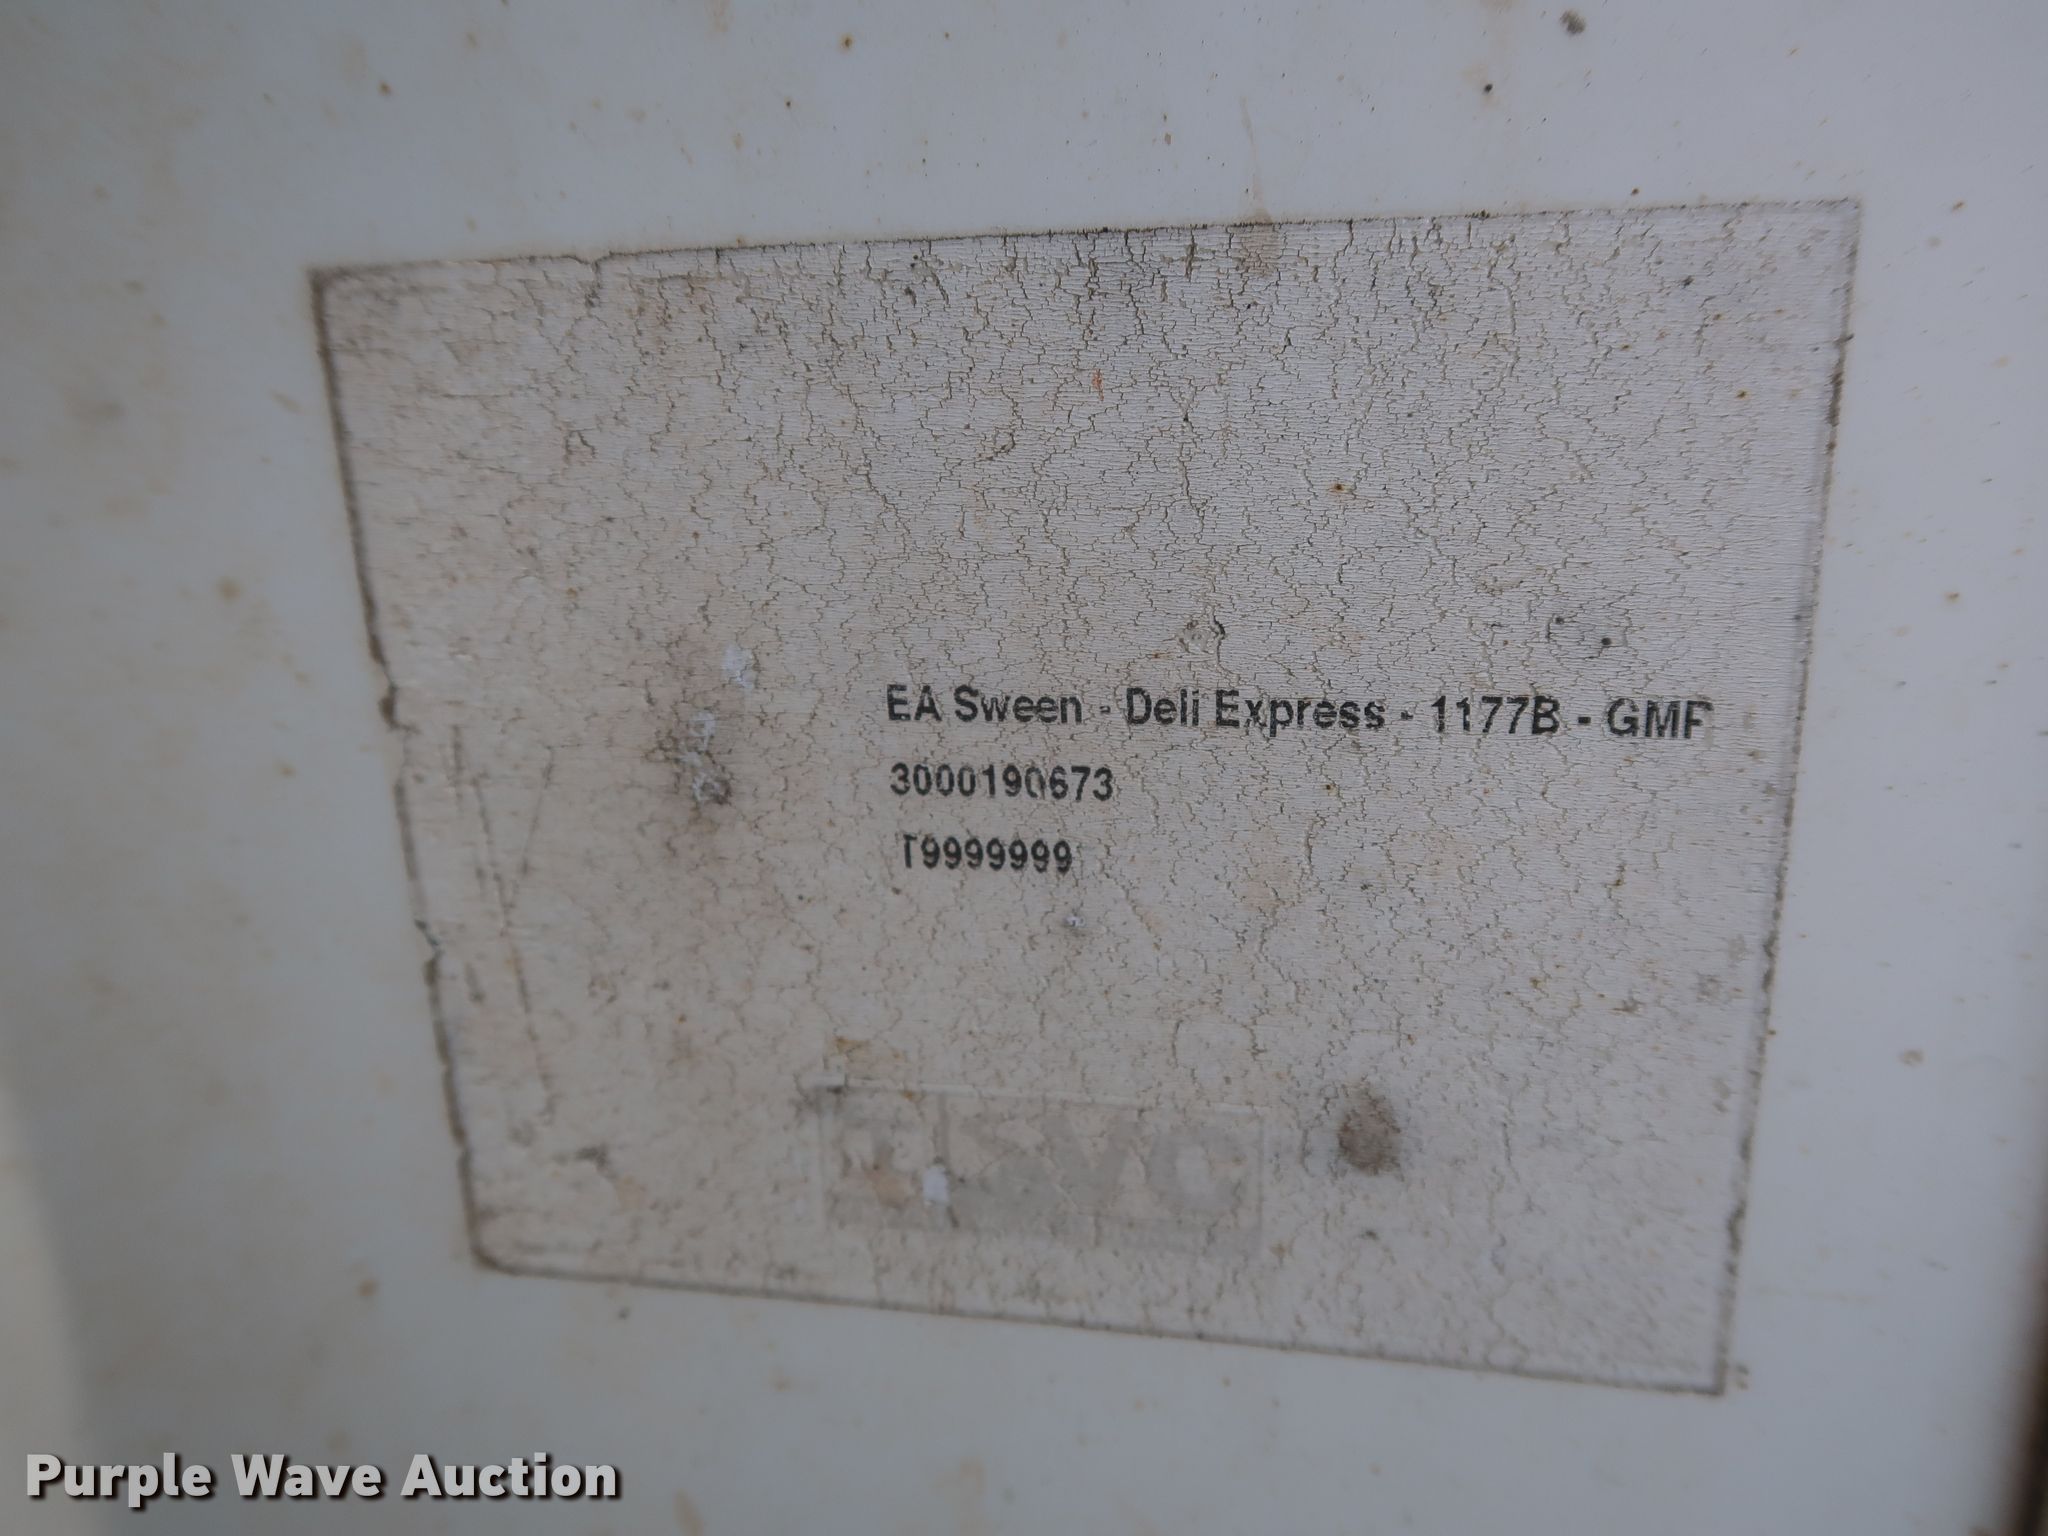 EA Sween - Deli Express - 1177B - GMF
3000190673
T9999999
Purple Wave Auction